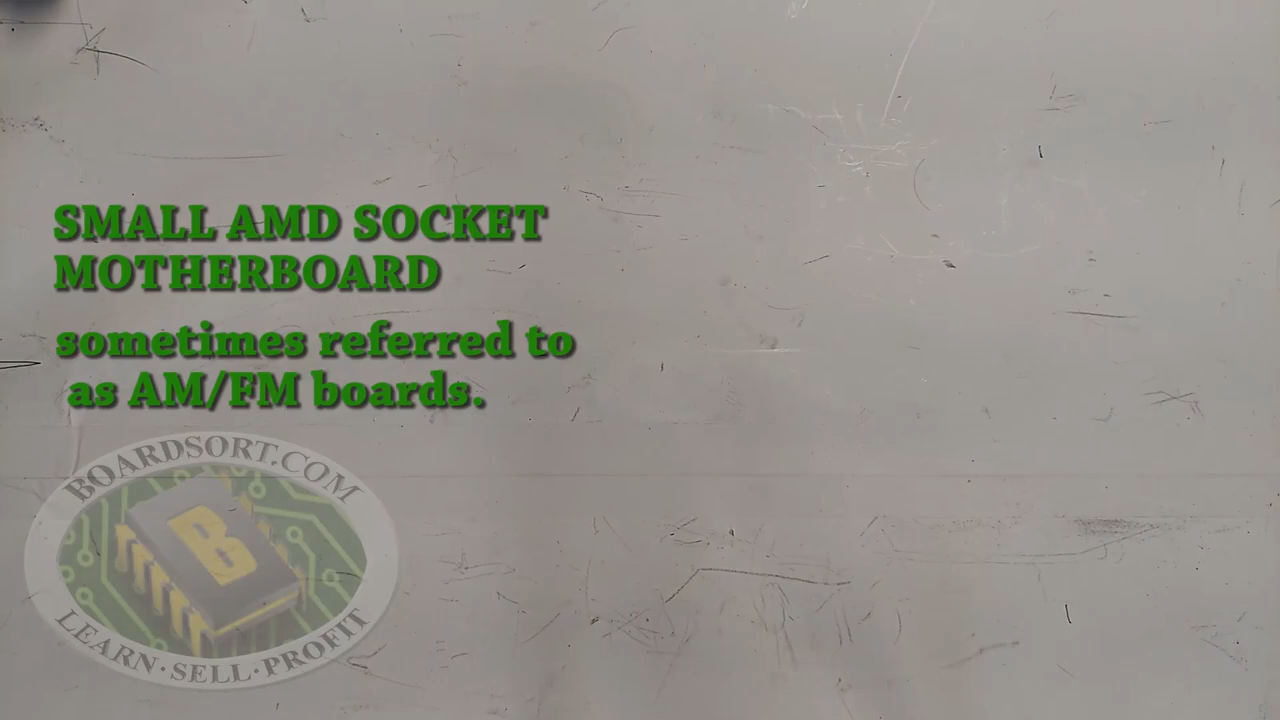 SMALL AMD SOCKET
MOTHERBOARD
sometimes referred to
as AM/FM boards.
BOARDSORT.COM
B
LEARN·SELL·PROFIT